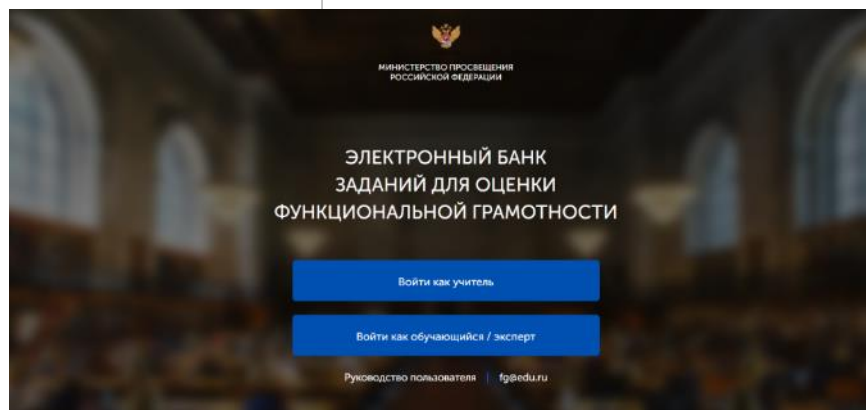 МИНИСТЕРСТВО ПРОСВЕЩЕНИЯ
РОССИЙСКОЙ ФЕДЕРАЦИИ
ЭЛЕКТРОННЫЙ БАНК
ЗАДАНИЙ ДЛЯ ОЦЕНКИ
ФУНКЦИОНАЛЬНОЙ ГРАМОТНОСТИ
Войти как учитель
Войти как обучающийся / эксперт
Руководство пользователя | fg@edu.ru